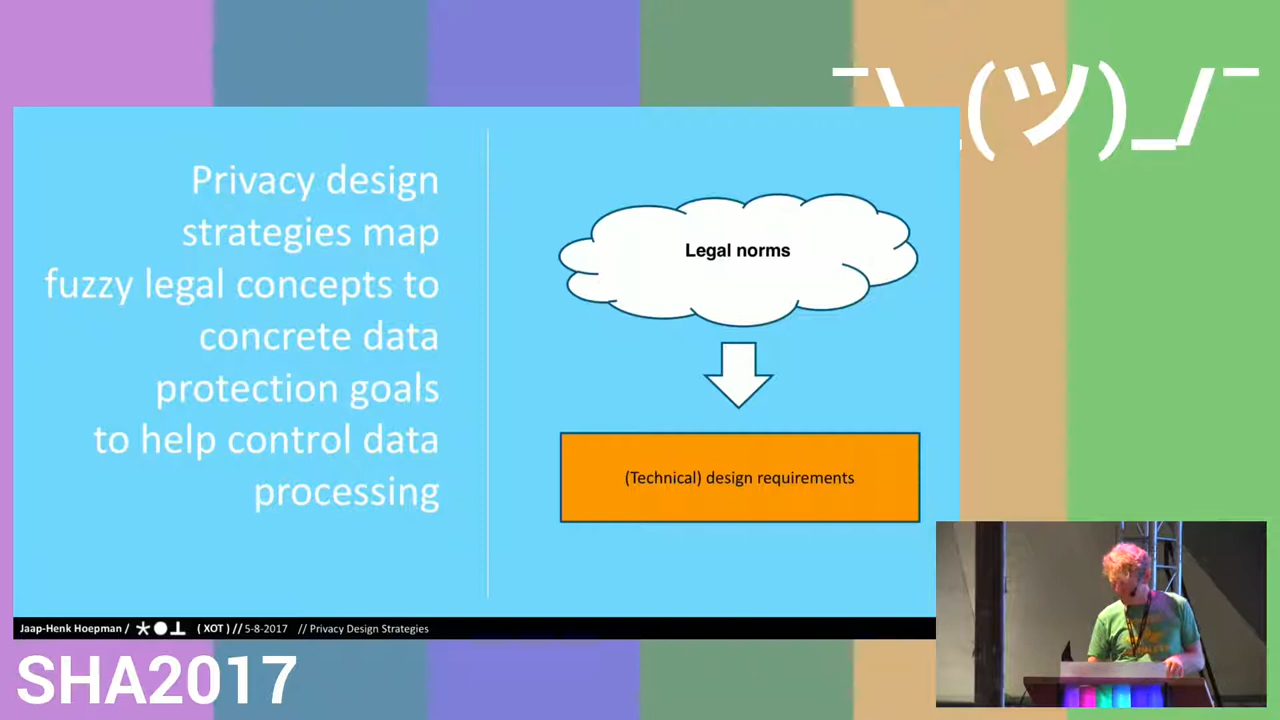 ¯\_(ツ)_/¯
Privacy design
strategies map
fuzzy legal concepts to
concrete data
protection goals
to help control data
processing
Legal norms
(Technical) design requirements
Jaap-Henk Hoepman / ( XOT ) // 5-8-2017 // Privacy Design Strategies
SHA2017